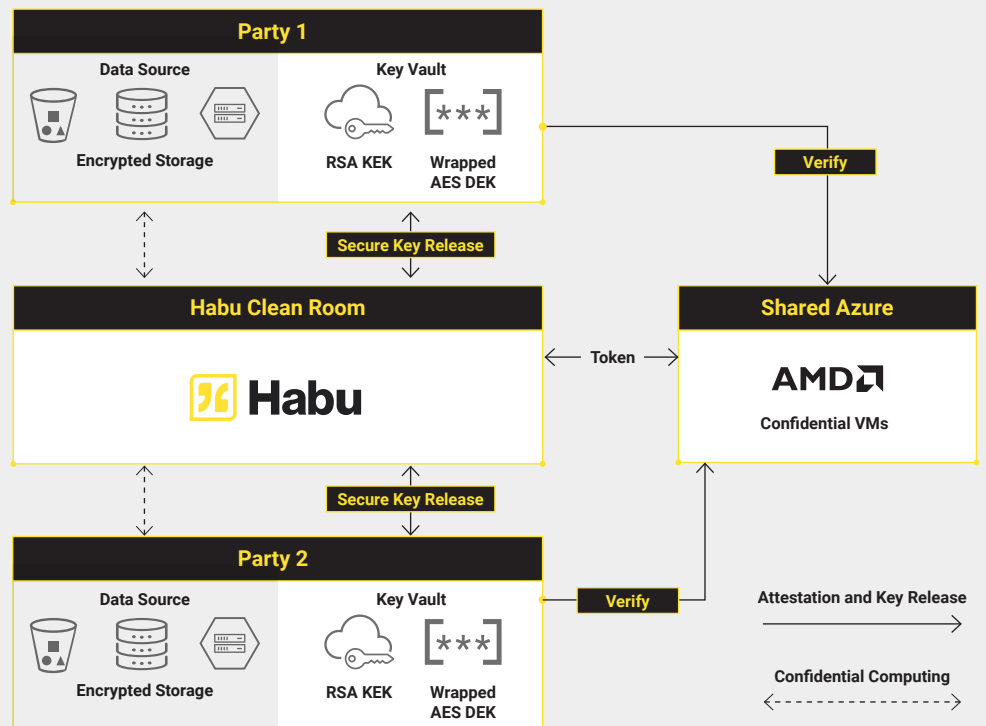 Party 1
Data Source
Key Vault
Encrypted Storage
RSA KEK
Wrapped
AES DEK
[***]
Verify
Secure Key Release
Habu Clean Room
Shared Azure
Habu
Token
AMD
Confidential VMs
Secure Key Release
Party 2
Data Source
Key Vault
[***]
Encrypted Storage
RSA KEK
Wrapped
AES DEK
Verify
Attestation and Key Release
Confidential Computing